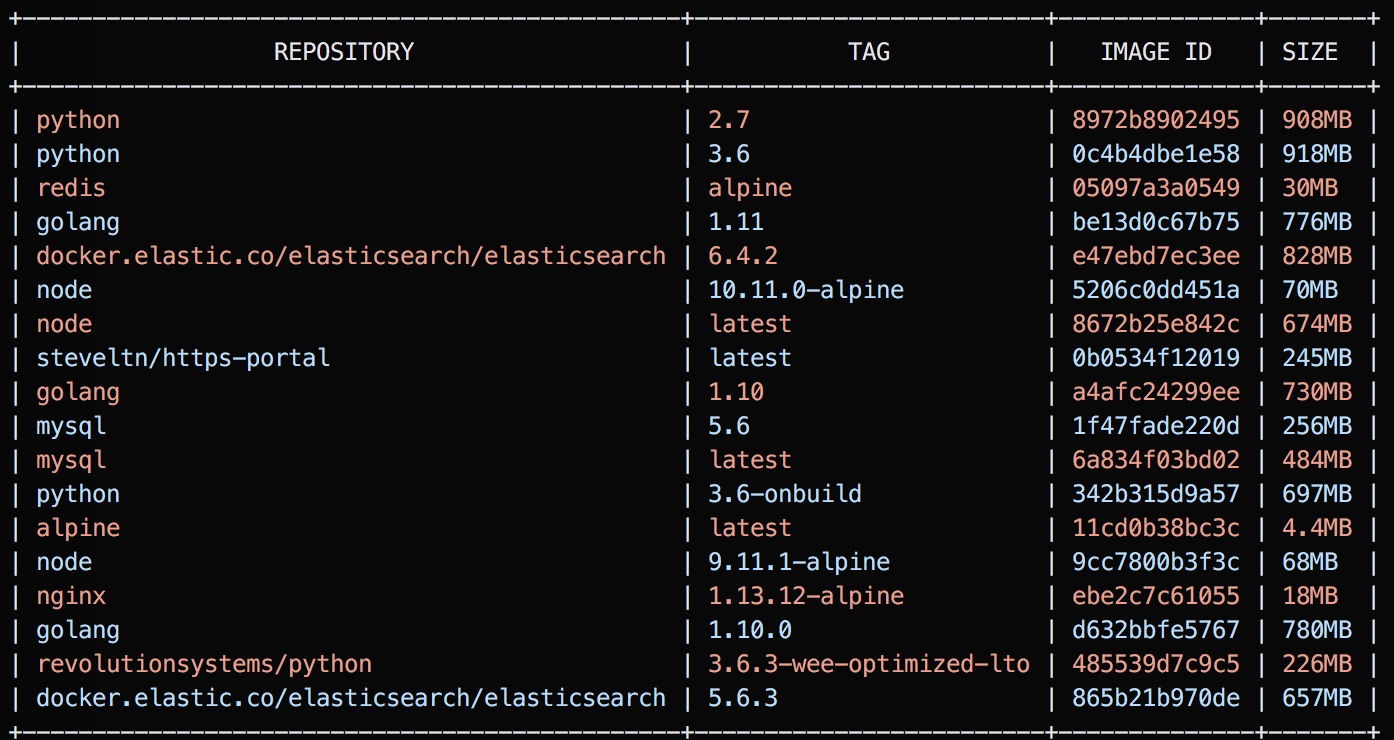 +-----------------------------------------------+-------------------------+--------------+-------+
| REPOSITORY | TAG | IMAGE ID | SIZE |
+-----------------------------------------------+-------------------------+--------------+-------+
| python | 2.7 | 8972b8902495 | 908MB |
| python | 3.6 | 0c4b4dbe1e58 | 918MB |
| redis | alpine | 05097a3a0549 | 30MB |
| golang | 1.11 | be13d0c67b75 | 776MB |
| docker.elastic.co/elasticsearch/elasticsearch | 6.4.2 | e47ebd7ec3ee | 828MB |
| node | 10.11.0-alpine | 5206c0dd451a | 70MB |
| node | latest | 8672b25e842c | 674MB |
| steveltn/https-portal | latest | 0b0534f12019 | 245MB |
| golang | 1.10 | a4afc24299ee | 730MB |
| mysql | 5.6 | 1f47fade220d | 256MB |
| mysql | latest | 6a834f03bd02 | 484MB |
| python | 3.6-onbuild | 342b315d9a57 | 697MB |
| alpine | latest | 11cd0b38bc3c | 4.4MB |
| node | 9.11.1-alpine | 9cc7800b3f3c | 68MB |
| nginx | 1.13.12-alpine | ebe2c7c61055 | 18MB |
| golang | 1.10.0 | d632bbfe5767 | 780MB |
| revolutionsystems/python | 3.6.3-wee-optimized-lto | 485539d7c9c5 | 226MB |
| docker.elastic.co/elasticsearch/elasticsearch | 5.6.3 | 865b21b970de | 657MB |
+-----------------------------------------------+-------------------------+--------------+-------+